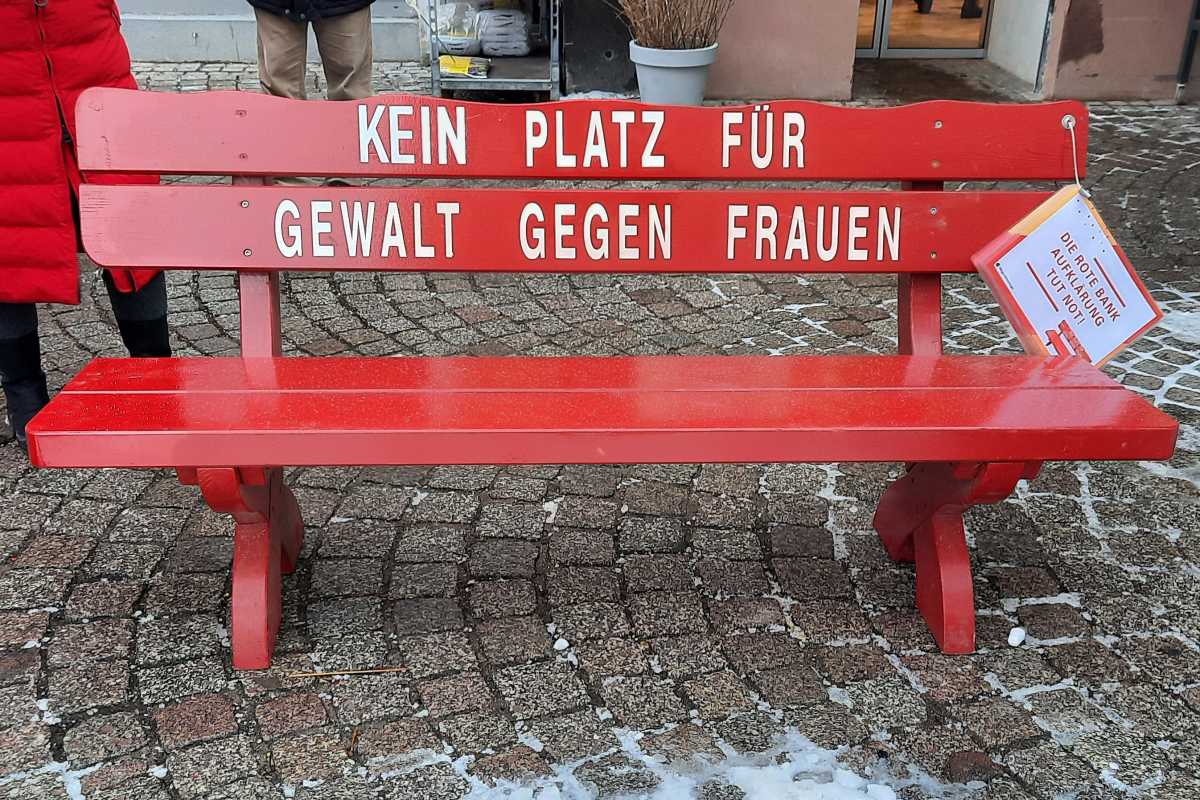 KEIN PLATZ FÜR
GEWALT GEGEN FRAUEN
DIE ROTE BANK
AUFKLÄRUNG
TUT NOT!